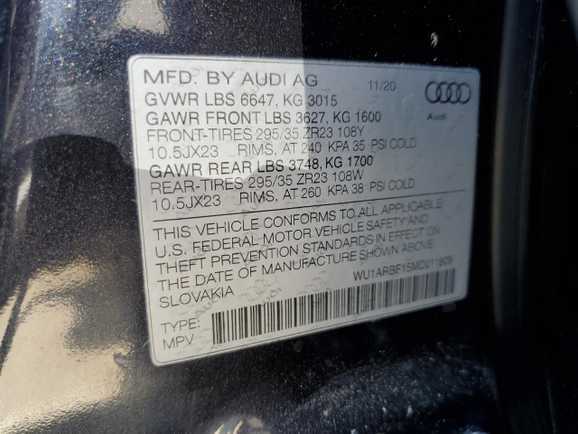 MFD. BY AUDI AG 11/20
GVWR LBS 6647, KG 3015
GAWR FRONT LBS 3627, KG 1600
FRONT-TIRES 295/35 ZR23 108Y
10.5JX23 RIMS, AT 240 KPA 35 PSI COLD
GAWR REAR LBS 3748, KG 1700
REAR-TIRES 295/35 ZR23 108W
10.5JX23 RIMS, AT 260 KPA 38 PSI COLD
Audi
THIS VEHICLE CONFORMS TO ALL APPLICABLE
U.S. FEDERAL MOTOR VEHICLE SAFETY AND
THEFT PREVENTION STANDARDS IN EFFECT ON
THE DATE OF MANUFACTURE SHOWN ABOVE.
SLOVAKIA
TYPE:
MPV